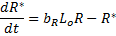 dR*/dt = b_R L_o R − R*